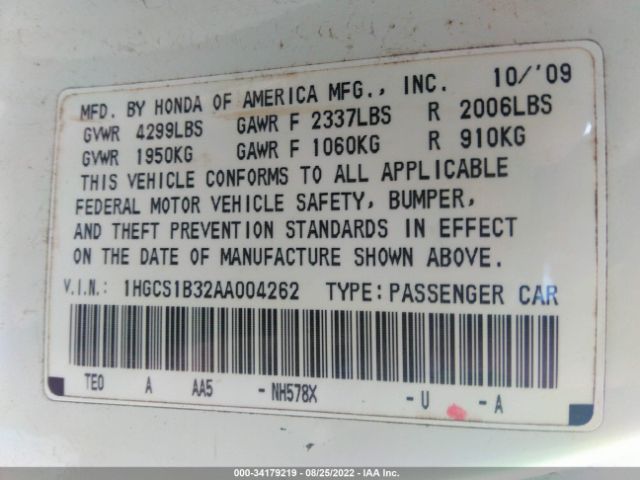 MFD. BY HONDA OF AMERICA MFG., INC. 10/'09
GVWR 4299LBS GAWR F 2337LBS R 2006LBS
GVWR 1950KG GAWR F 1060KG R 910KG
THIS VEHICLE CONFORMS TO ALL APPLICABLE
FEDERAL MOTOR VEHICLE SAFETY, BUMPER,
AND THEFT PREVENTION STANDARDS IN EFFECT
ON THE DATE OF MANUFACTURE SHOWN ABOVE.
V.I.N.: 1HGCS1B32AA004262 TYPE: PASSENGER CAR
TE0 A AA5 - NH578X - U - A
000-34179219 - 08/25/2022 - IAA Inc.